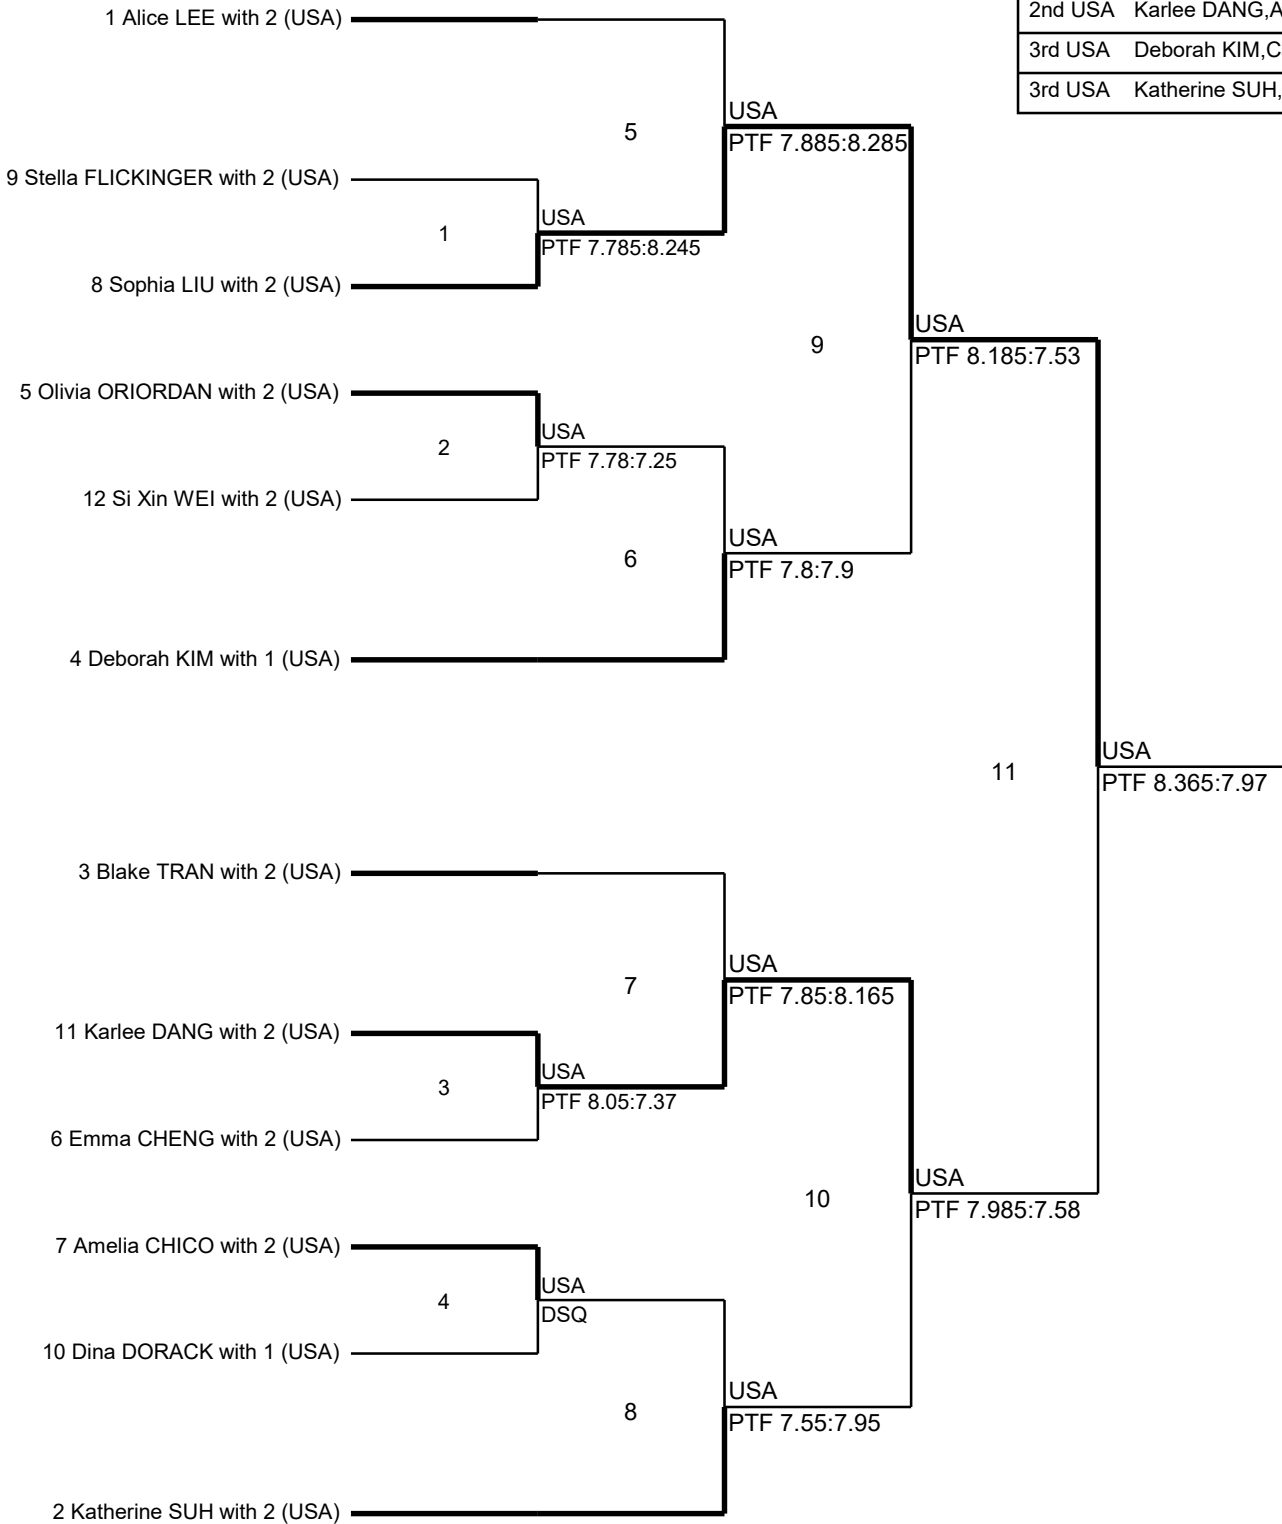 1 Alice LEE with 2 (USA)
2nd USA Karlee DANG,A
3rd USA Deborah KIM,C
3rd USA Katherine SUH,
USA
5
PTF 7.885:8.285
9 Stella FLICKINGER with 2 (USA)
USA
1
PTF 7.785:8.245
8 Sophia LIU with 2 (USA)
USA
9
PTF 8.185:7.53
5 Olivia ORIORDAN with 2 (USA)
USA
2
PTF 7.78:7.25
12 Si Xin WEI with 2 (USA)
USA
6
PTF 7.8:7.9
4 Deborah KIM with 1 (USA)
USA
11
PTF 8.365:7.97
3 Blake TRAN with 2 (USA)
USA
7
PTF 7.85:8.165
11 Karlee DANG with 2 (USA)
USA
3
PTF 8.05:7.37
6 Emma CHENG with 2 (USA)
USA
10
PTF 7.985:7.58
7 Amelia CHICO with 2 (USA)
USA
4
DSQ
10 Dina DORACK with 1 (USA)
USA
8
PTF 7.55:7.95
2 Katherine SUH with 2 (USA)